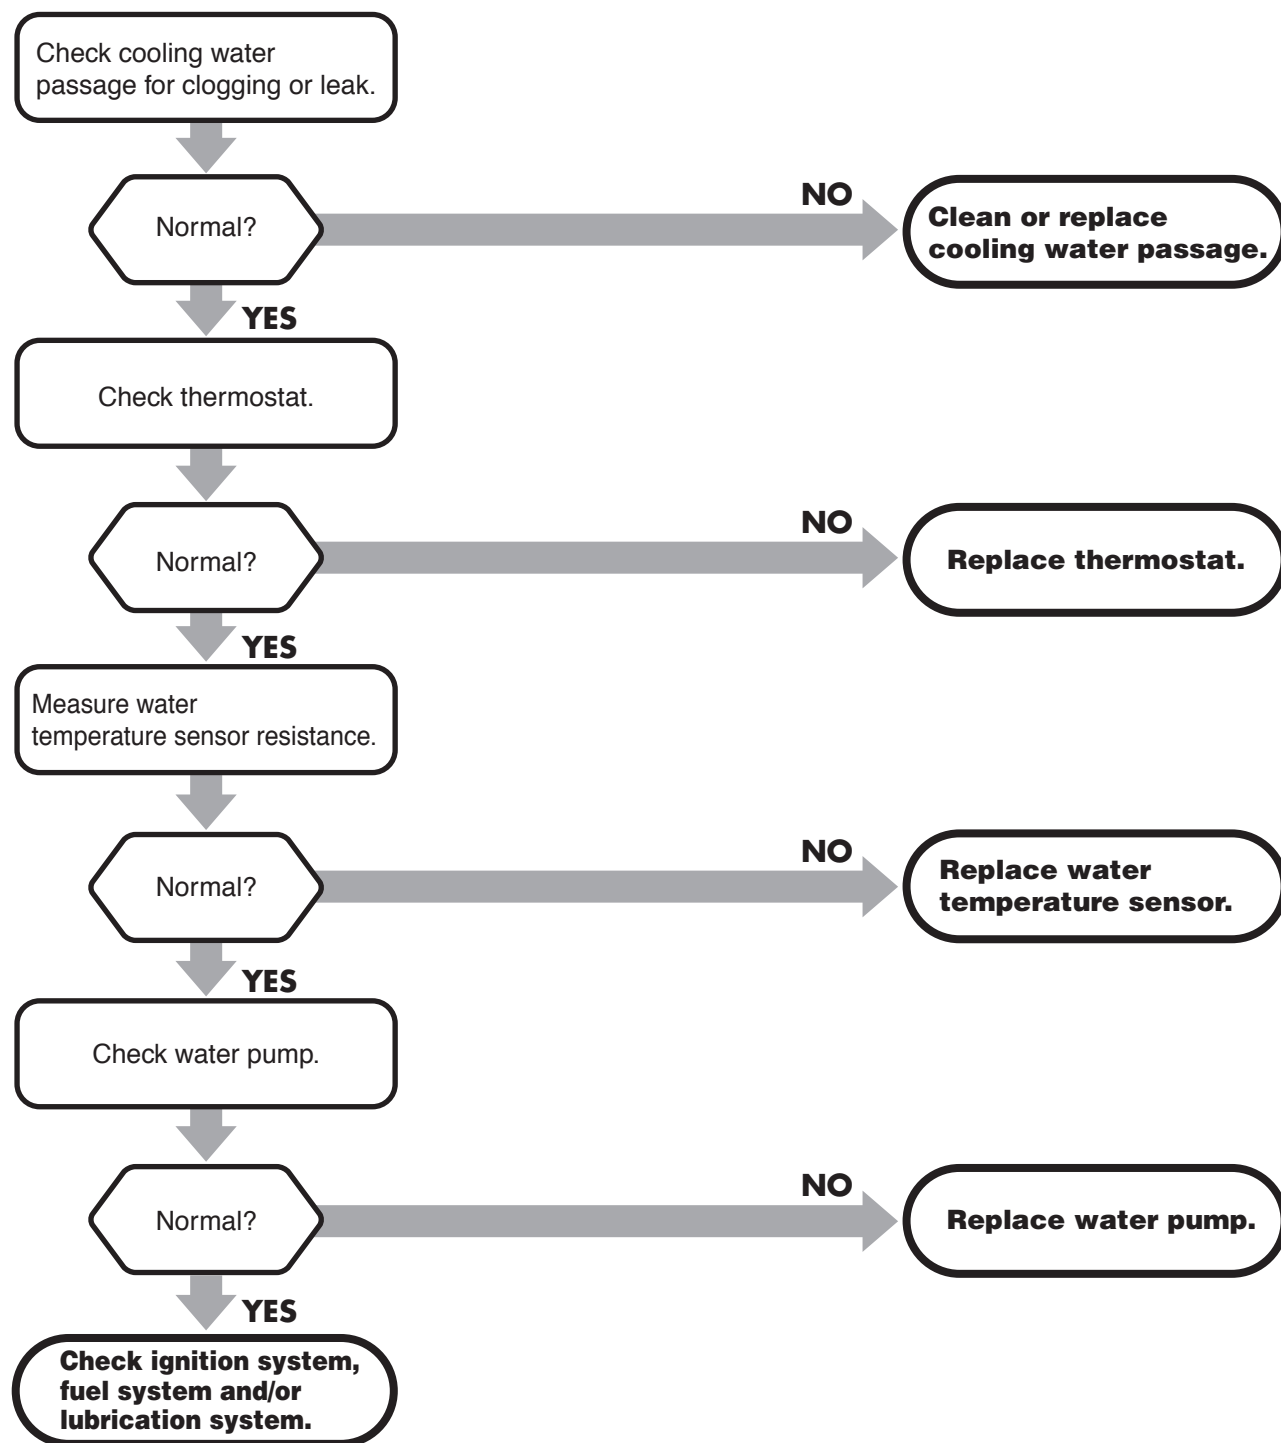 Check cooling water
passage for clogging or leak.
Normal?
NO
Clean or replace
cooling water passage.
YES
Check thermostat.
Normal?
NO
Replace thermostat.
YES
Measure water
temperature sensor resistance.
Normal?
NO
Replace water
temperature sensor.
YES
Check water pump.
Normal?
NO
Replace water pump.
YES
Check ignition system,
fuel system and/or
lubrication system.